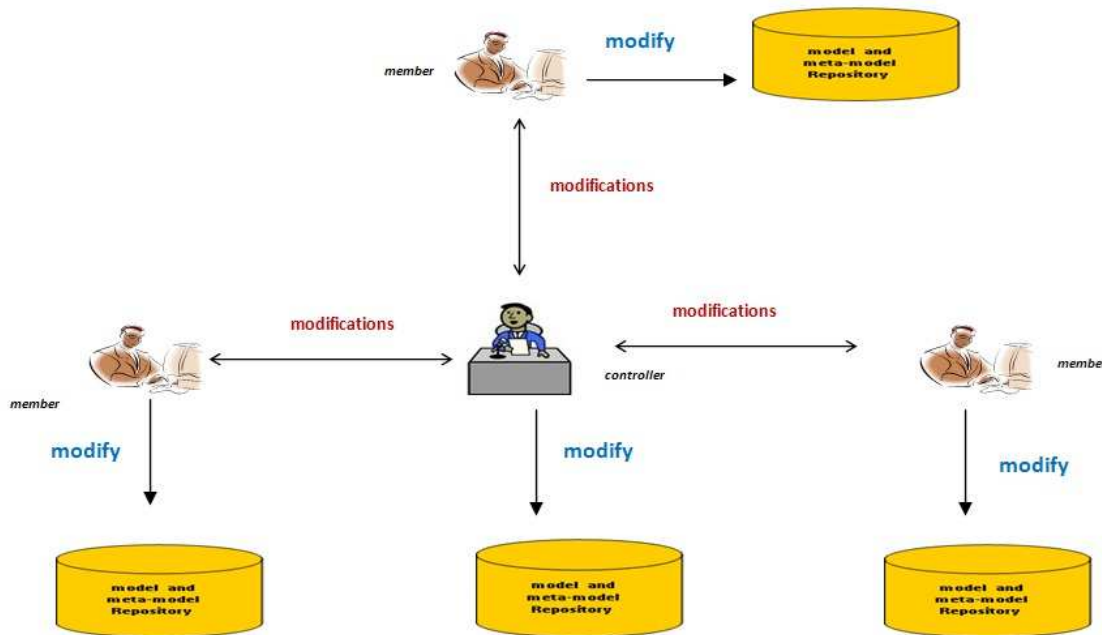 modify
model and
meta-model
Repository
member
modifications
modifications
modifications
controller
member
member
modify
modify
modify
model and
meta-model
Repository
model and
meta-model
Repository
model and
meta-model
Repository